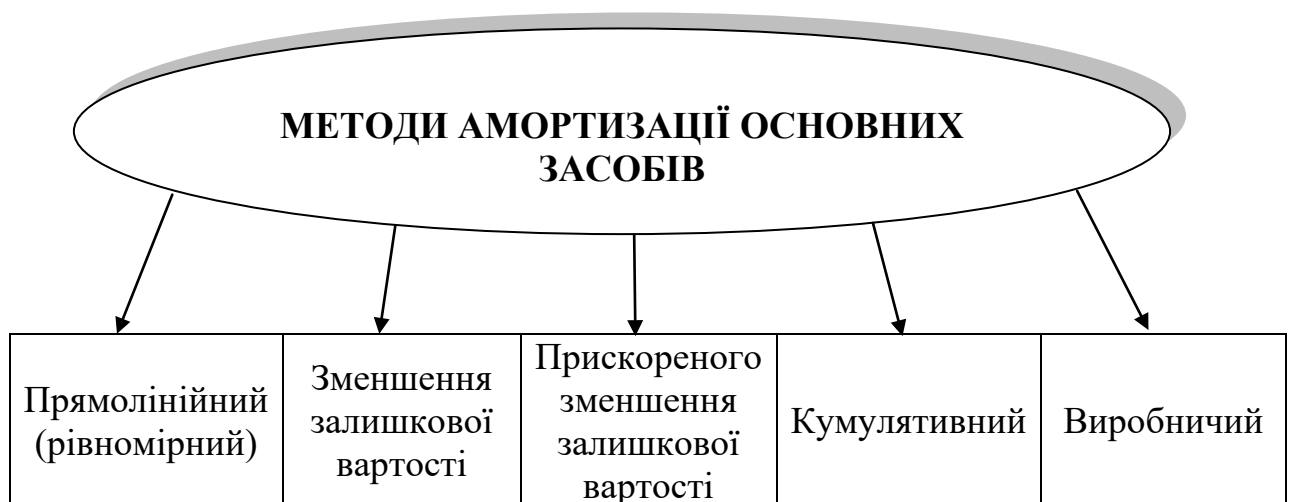 МЕТОДИ АМОРТИЗАЦІЇ ОСНОВНИХ
ЗАСОБІВ
Прямолінійний
(рівномірний)
Зменшення
залишкової
вартості
Прискореного
зменшення
залишкової
вартості
Кумулятивний
Виробничий